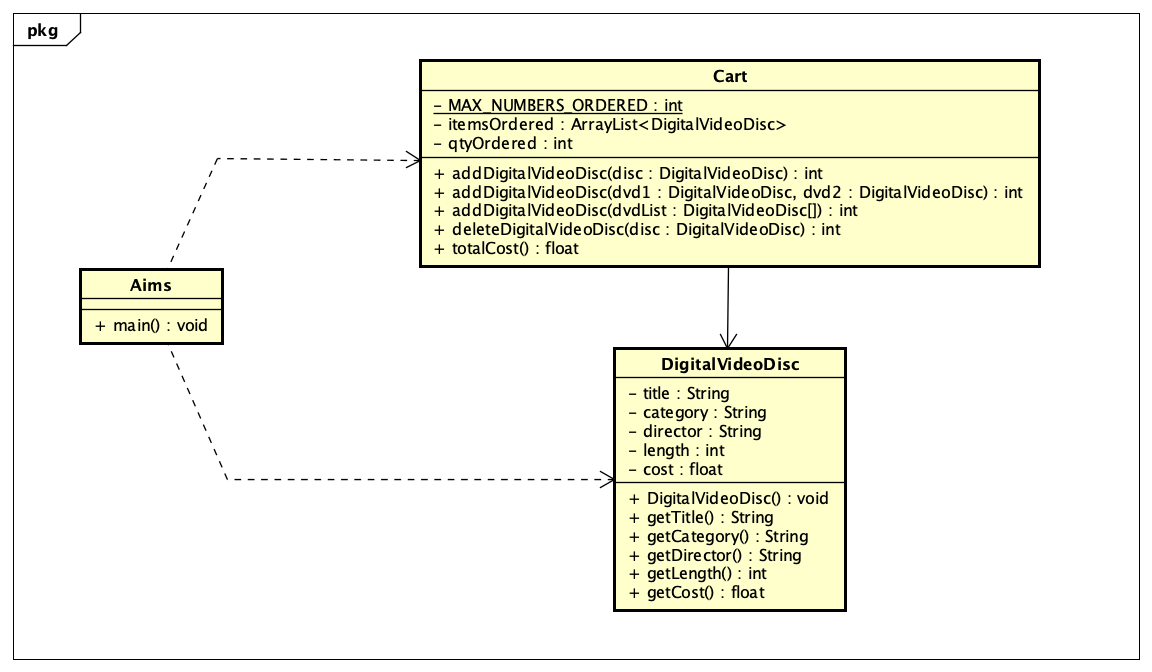 pkg
Cart
- MAX_NUMBERS_ORDERED : int
- itemsOrdered : ArrayList<DigitalVideoDisc>
- qtyOrdered : int
+ addDigitalVideoDisc(disc : DigitalVideoDisc) : int
+ addDigitalVideoDisc(dvd1 : DigitalVideoDisc, dvd2 : DigitalVideoDisc) : int
+ addDigitalVideoDisc(dvdList : DigitalVideoDisc[]) : int
+ deleteDigitalVideoDisc(disc : DigitalVideoDisc) : int
+ totalCost() : float
Aims
+ main() : void
DigitalVideoDisc
- title : String
- category : String
- director : String
- length : int
- cost : float
+ DigitalVideoDisc() : void
+ getTitle() : String
+ getCategory() : String
+ getDirector() : String
+ getLength() : int
+ getCost() : float